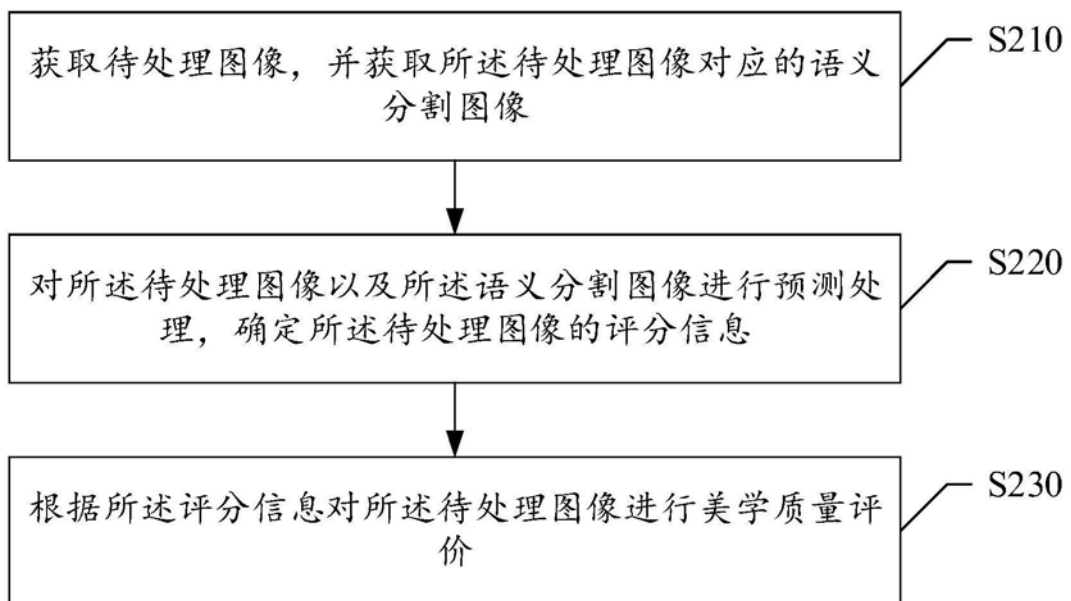 获取待处理图像，并获取所述待处理图像对应的语义
分割图像
S210
对所述待处理图像以及所述语义分割图像进行预测处
理，确定所述待处理图像的评分信息
S220
根据所述评分信息对所述待处理图像进行美学质量评
价
S230